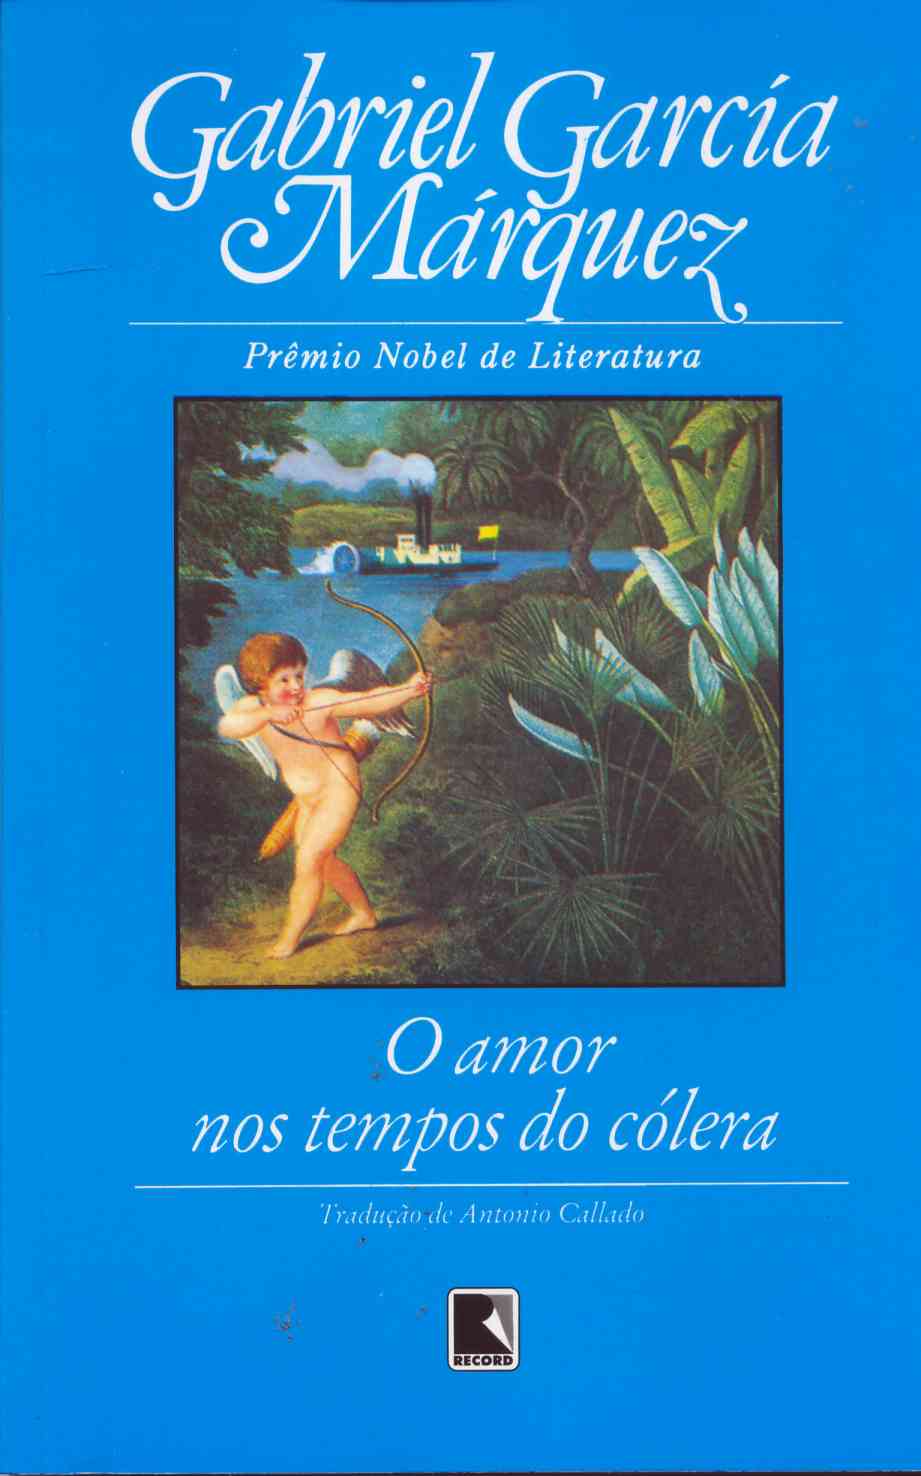 Gabriel García
Márquez
Prêmio Nobel de Literatura
O amor
nos tempos do cólera
Tradução de Antonio Callado
R
RECORD